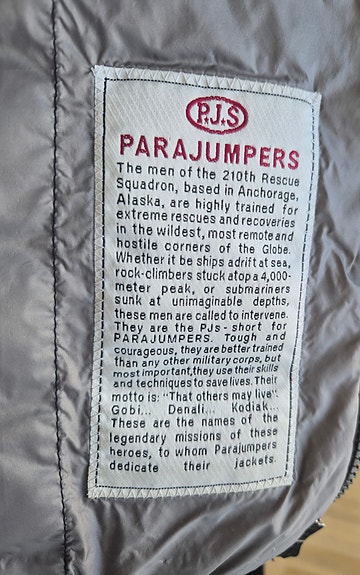 P.J.S
PARAJUMPERS
The men of the 210th Rescue
Squadron, based in Anchorage,
Alaska, are highly trained for
extreme rescues and recoveries
in the wildest, most remote and
hostile corners of the Globe.
Whether it be ships adrift at sea,
rock-climbers stuck atop a 4,000-
meter peak, or submariners
sunk at unimaginable depths,
these men are called to intervene.
They are the PJs - short for
PARAJUMPERS. Tough and
courageous, they are better trained
than any other military corps, but
most important, they use their skills
and techniques to save lives. Their
motto is: "That others may live".
Gobi... Denali... Kodiak...
These are the names of the
legendary missions of these
heroes, to whom Parajumpers
dedicate their jackets.